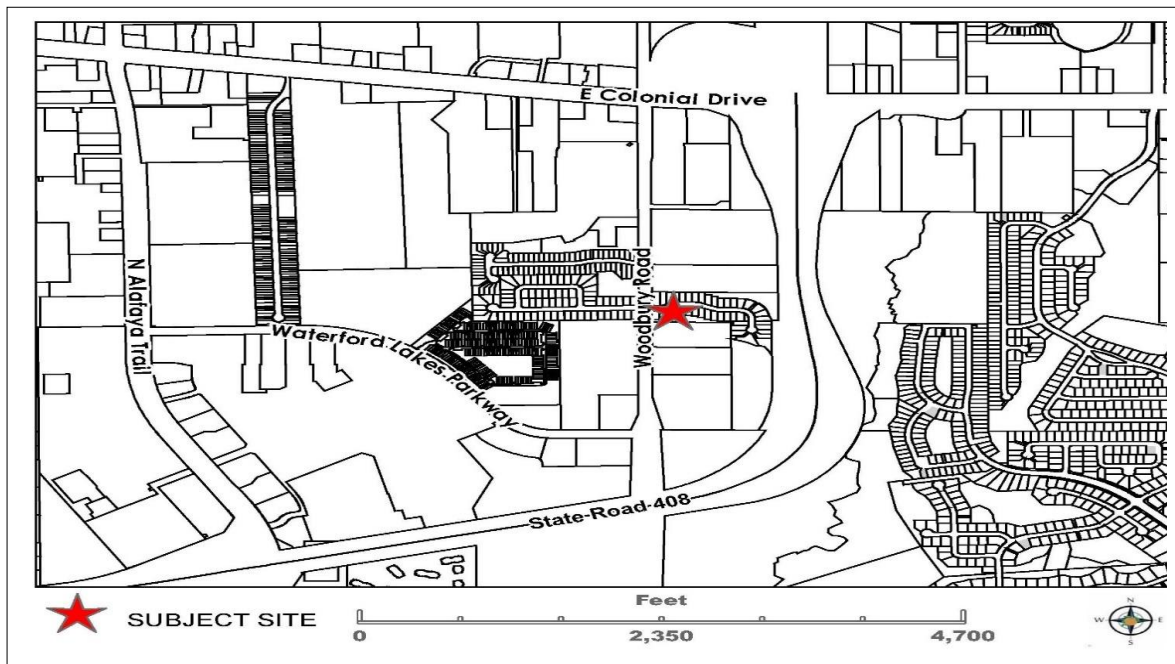 E Colonial Drive
N Alafaya Trail
Woodbury Road
Waterford Lakes Parkway
State Road 408
SUBJECT SITE
Feet
0 2,350 4,700
N
W E
S